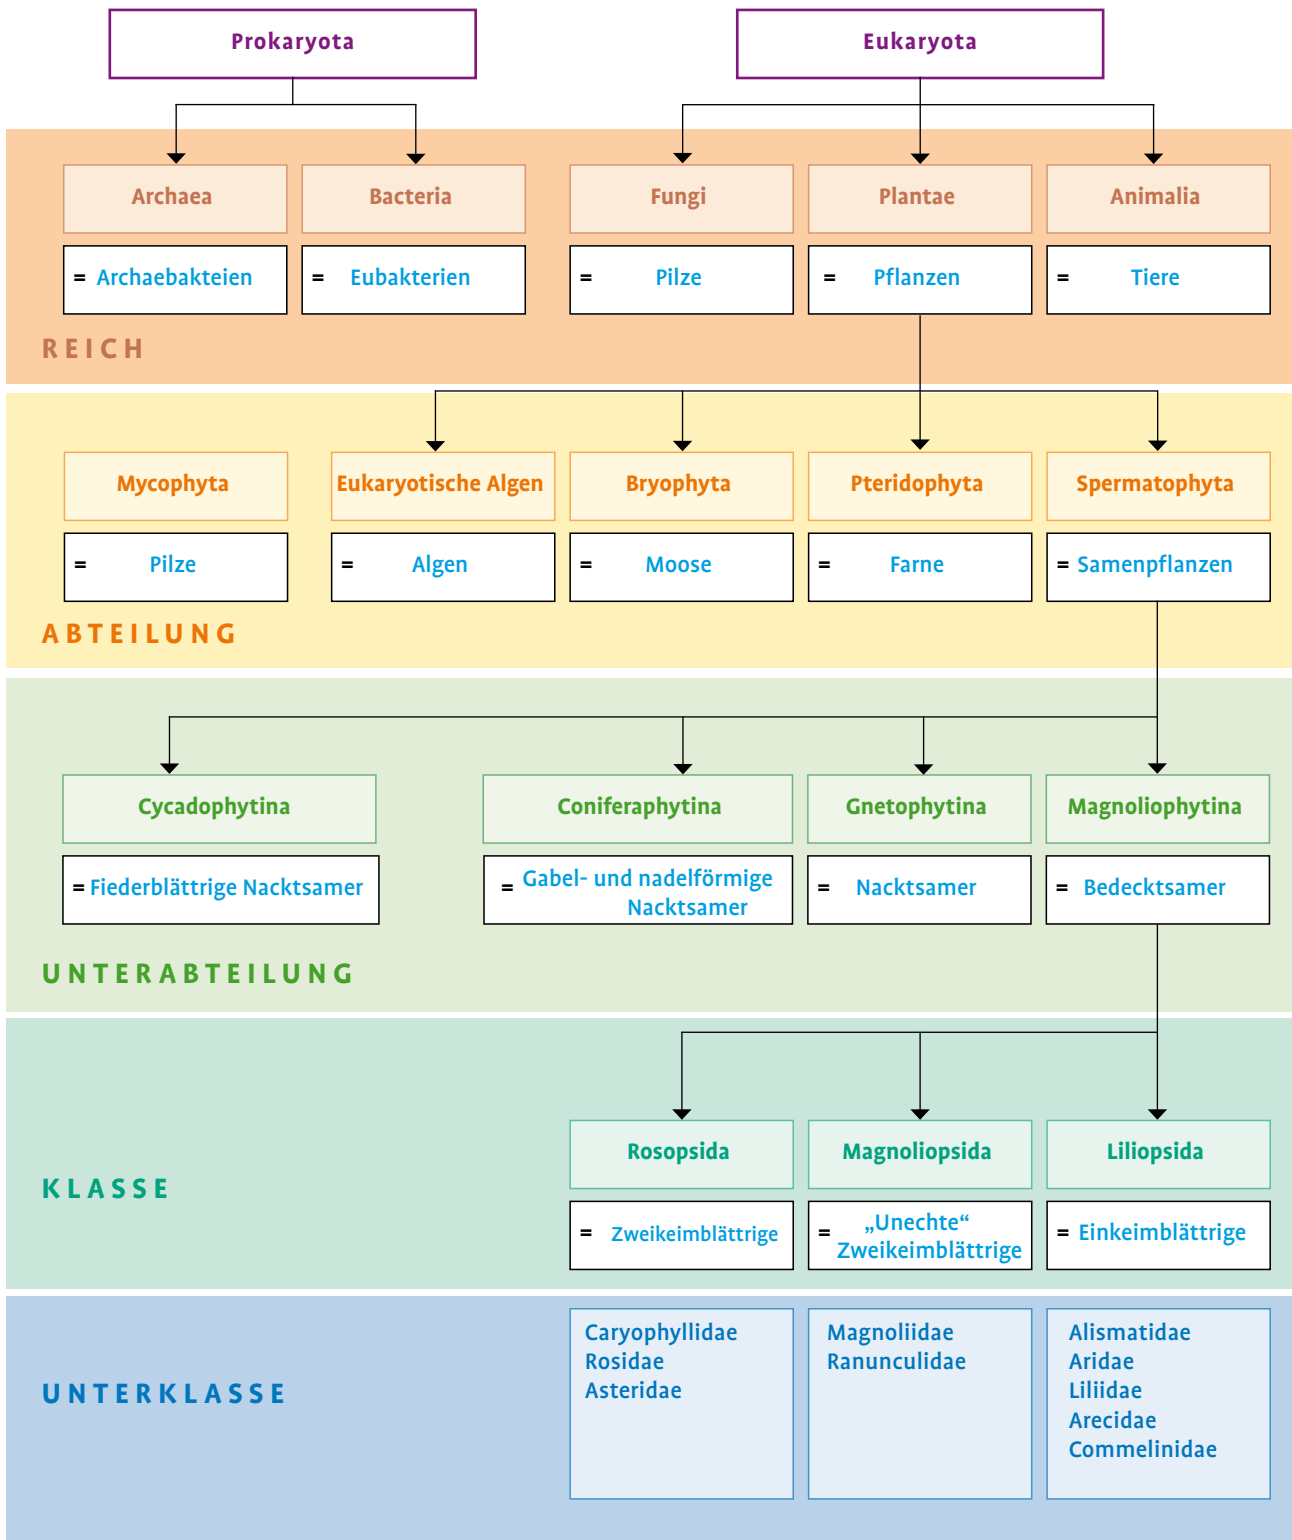 Prokaryota
Eukaryota
Archaea
Bacteria
Fungi
Plantae
Animalia
= Archaebakteien
= Eubakterien
= Pilze
= Pflanzen
= Tiere
REICH
Mycophyta
Eukaryotische Algen
Bryophyta
Pteridophyta
Spermatophyta
= Pilze
= Algen
= Moose
= Farne
= Samenpflanzen
ABTEILUNG
Cycadophytina
Coniferaphytina
Gnetophytina
Magnoliophytina
= Fiederblättrige Nacktsamer
= Gabel- und nadelförmige
Nacktsamer
= Nacktsamer
= Bedecktsamer
UNTERABTEILUNG
Rosopsida
Magnoliopsida
Liliopsida
KLASSE
= Zweikeimblättrige
= „Unechte“
Zweikeimblättrige
= Einkeimblättrige
UNTERKLASSE
Caryophyllidae
Rosidae
Asteridae
Magnoliidae
Ranunculidae
Alismatidae
Aridae
Liliidae
Arecidae
Commelinidae